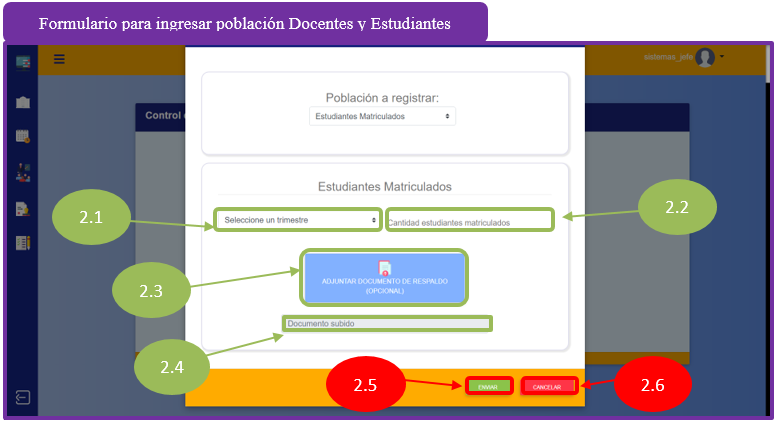 Formulario para ingresar población Docentes y Estudiantes
sistemas_jefe
Control
Población a registrar:
Estudiantes Matriculados
Estudiantes Matriculados
2.1
Seleccione un trimestre
Cantidad estudiantes matriculados
2.2
2.3
ADJUNTAR DOCUMENTO DE RESPALDO
(OPCIONAL)
Documento subido
2.4
2.5
ENVIAR
CANCELAR
2.6